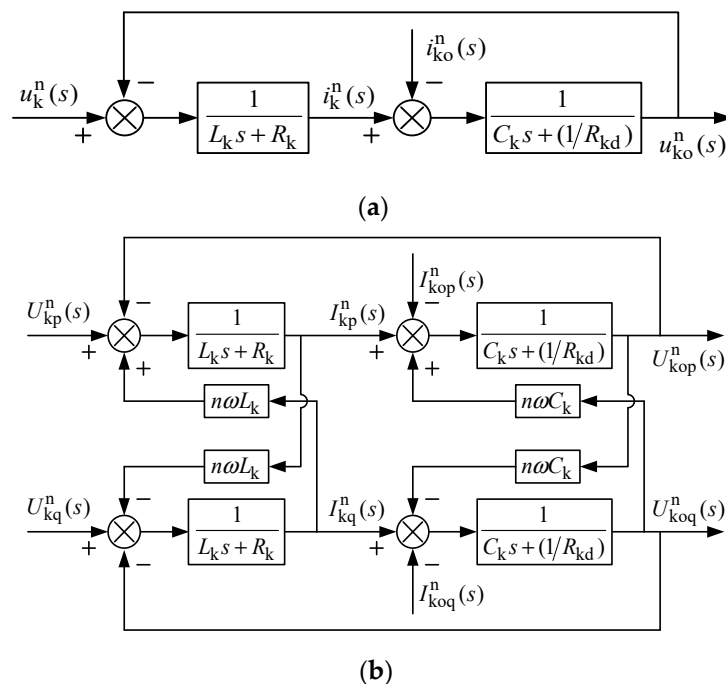 i_ko^n(s)
−
−
u_k^n(s)
+
1/(L_k s + R_k)
i_k^n(s)
+
1/(C_k s + (1/R_kd))
u_ko^n(s)
(a)
I_kop^n(s)
−
−
U_kp^n(s)
+
+
1/(L_k s + R_k)
I_kp^n(s)
+
+
1/(C_k s + (1/R_kd))
U_kop^n(s)
nωL_k
nωC_k
nωL_k
nωC_k
−
−
U_kq^n(s)
+
−
1/(L_k s + R_k)
I_kq^n(s)
+
−
1/(C_k s + (1/R_kd))
U_koq^n(s)
I_koq^n(s)
(b)